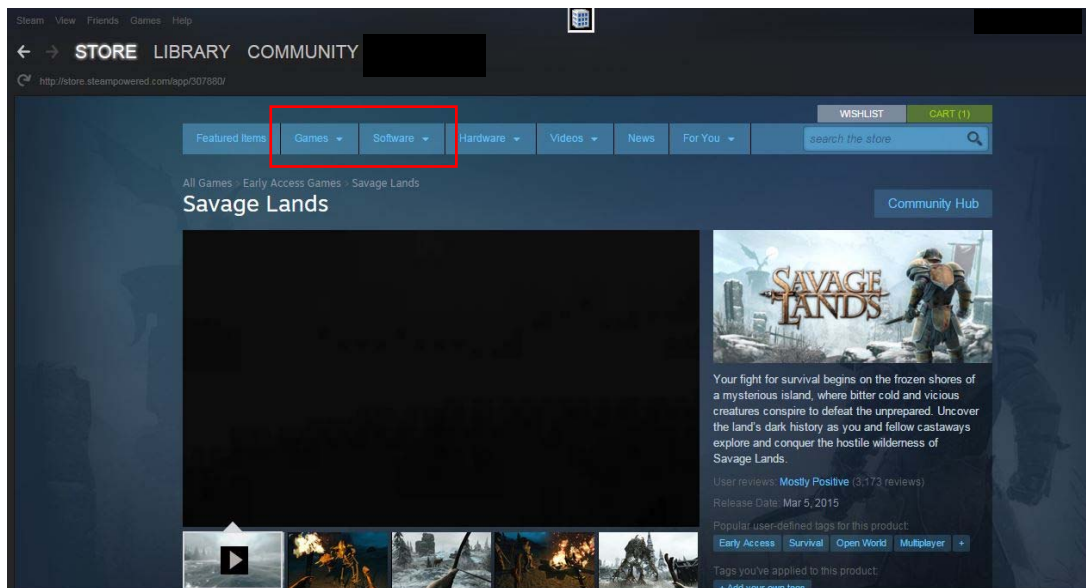 Steam View Friends Games Help
STORE LIBRARY COMMUNITY
http://store.steampowered.com/app/307880/
WISHLIST CART (1)
Featured Items Games Software Hardware Videos News For You search the store
All Games > Early Access Games > Savage Lands
Savage Lands
Community Hub
SAVAGE
LANDS
Your fight for survival begins on the frozen shores of
a mysterious island, where bitter cold and vicious
creatures conspire to defeat the unprepared. Uncover
the land's dark history as you and fellow castaways
explore and conquer the hostile wilderness of
Savage Lands.
User reviews: Mostly Positive (3,173 reviews)
Release Date: Mar 5, 2015
Popular user-defined tags for this product:
Early Access Survival Open World Multiplayer +
Tags you've applied to this product:
+ Add your own tags